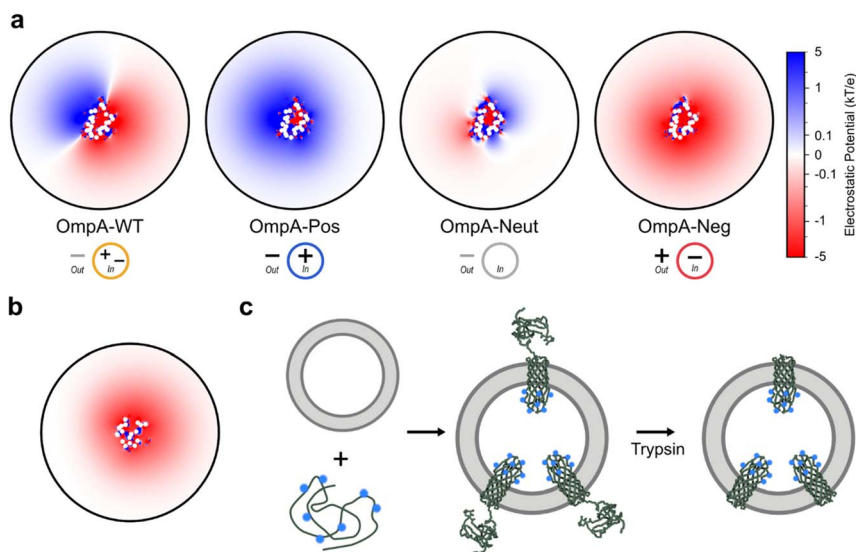 a
OmpA-WT
OmpA-Pos
OmpA-Neut
OmpA-Neg
− Out + − In
− Out + In
− Out In
+ Out − In
5
1
0.1
0
-0.1
-1
-5
Electrostatic Potential (kT/e)
b
c
+
Trypsin